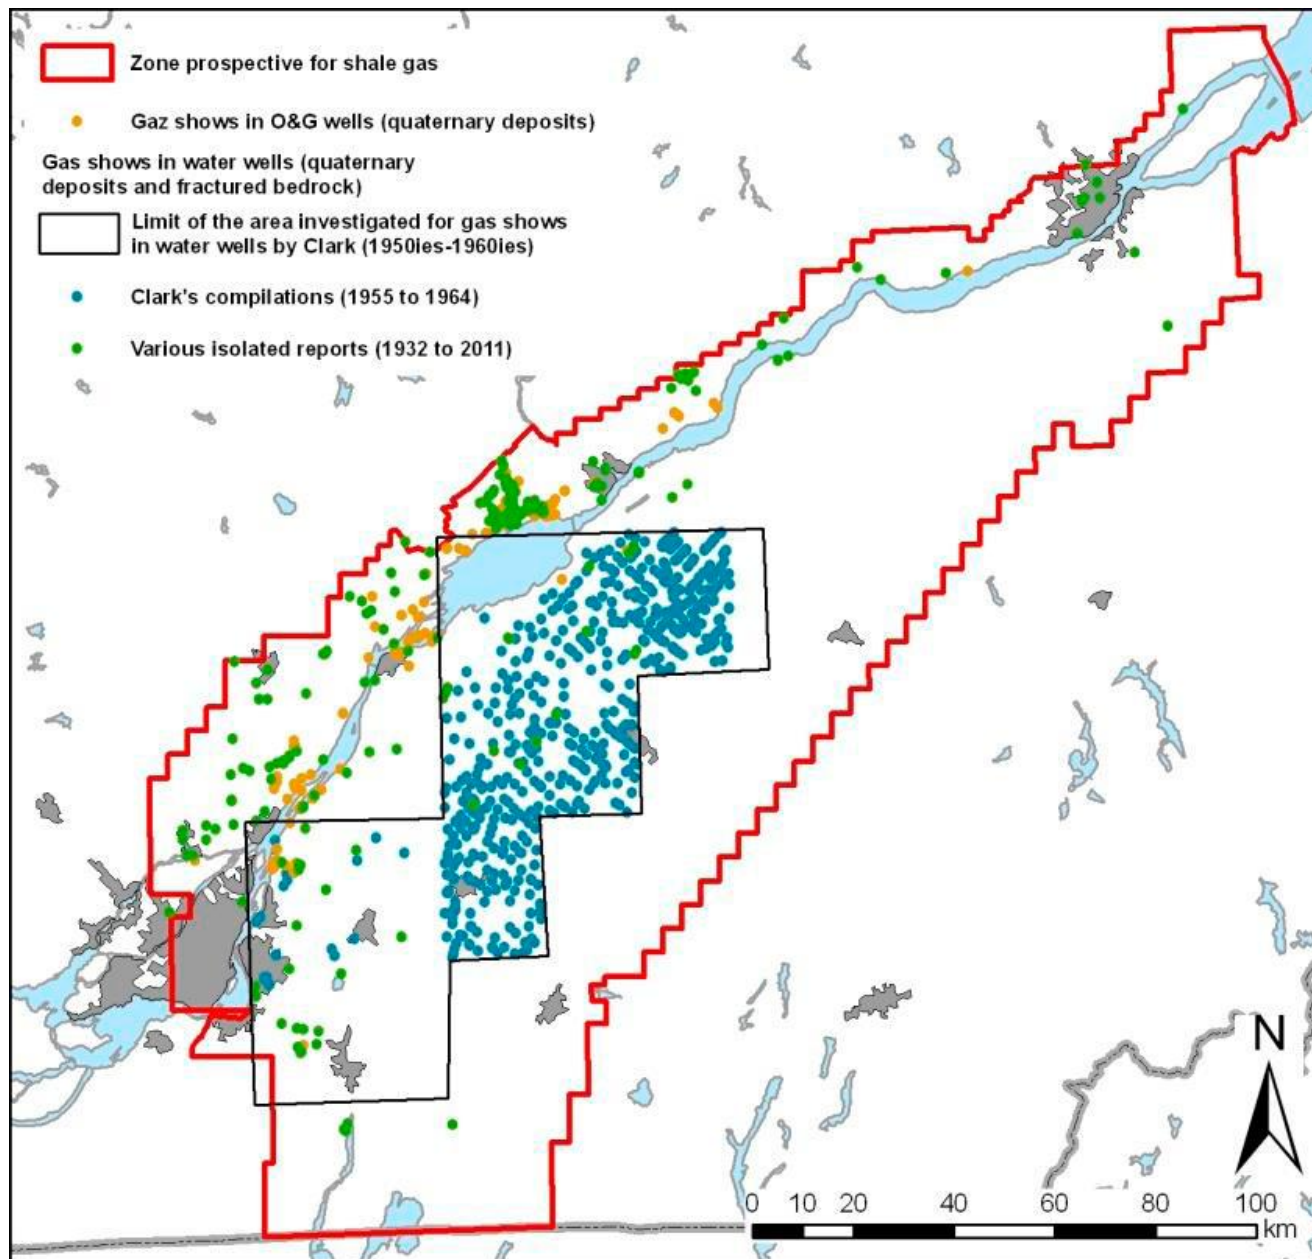 Zone prospective for shale gas
Gaz shows in O&G wells (quaternary deposits)
Gas shows in water wells (quaternary
deposits and fractured bedrock)
Limit of the area investigated for gas shows
in water wells by Clark (1950ies-1960ies)
Clark's compilations (1955 to 1964)
Various isolated reports (1932 to 2011)
N
0 10 20 40 60 80 100
km